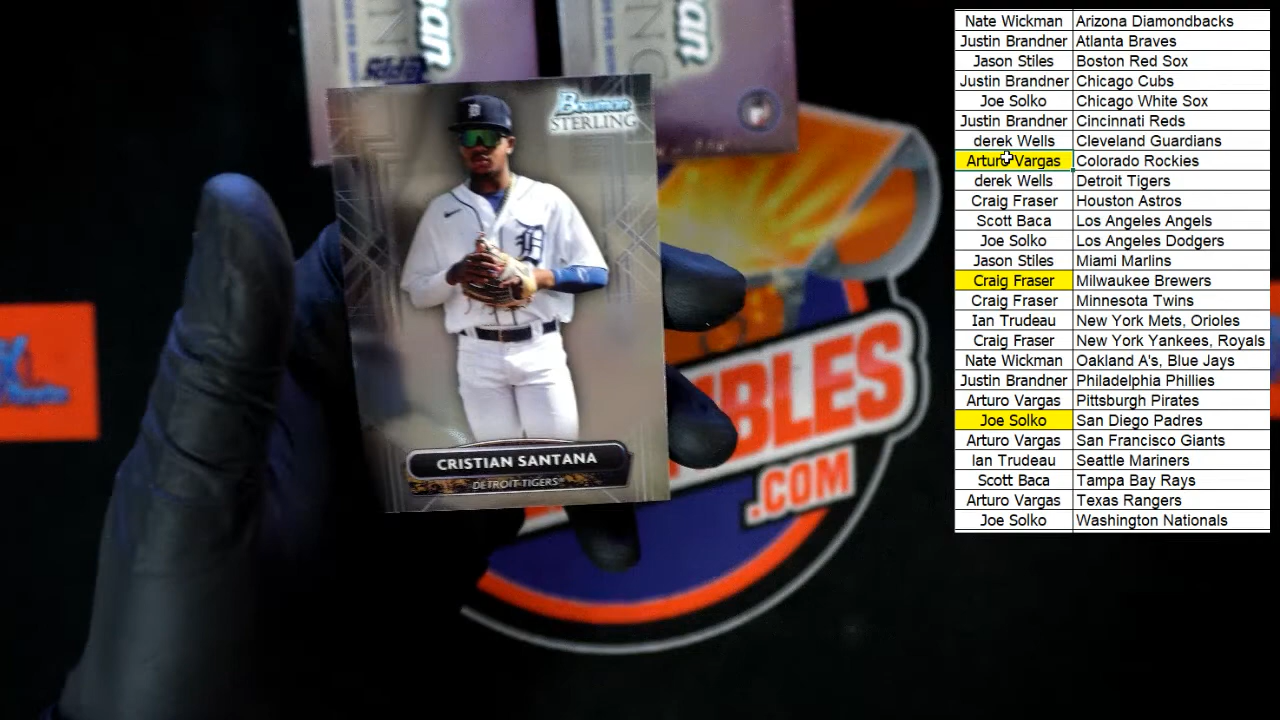 Bowman
STERLING
CRISTIAN SANTANA
DETROIT TIGERS
BLES
.COM
Nate Wickman Arizona Diamondbacks
Justin Brandner Atlanta Braves
Jason Stiles Boston Red Sox
Justin Brandner Chicago Cubs
Joe Solko Chicago White Sox
Justin Brandner Cincinnati Reds
derek Wells Cleveland Guardians
Arturo Vargas Colorado Rockies
derek Wells Detroit Tigers
Craig Fraser Houston Astros
Scott Baca Los Angeles Angels
Joe Solko Los Angeles Dodgers
Jason Stiles Miami Marlins
Craig Fraser Milwaukee Brewers
Craig Fraser Minnesota Twins
Ian Trudeau New York Mets, Orioles
Craig Fraser New York Yankees, Royals
Nate Wickman Oakland A's, Blue Jays
Justin Brandner Philadelphia Phillies
Arturo Vargas Pittsburgh Pirates
Joe Solko San Diego Padres
Arturo Vargas San Francisco Giants
Ian Trudeau Seattle Mariners
Scott Baca Tampa Bay Rays
Arturo Vargas Texas Rangers
Joe Solko Washington Nationals